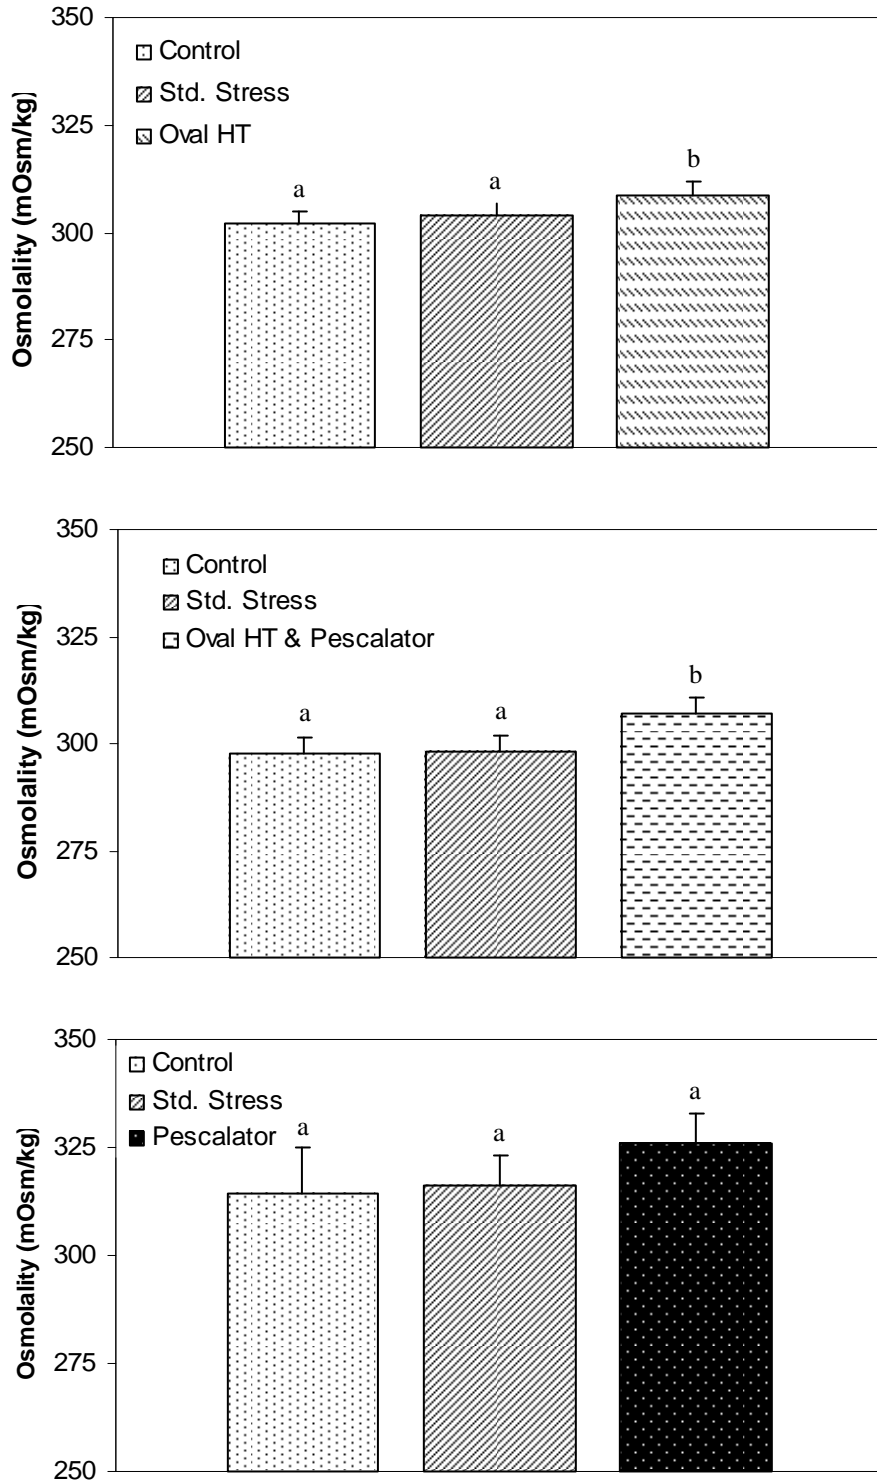 350
Control
Std. Stress
Oval HT
325
300
275
250
Osmolality (mOsm/kg)
a
a
b
350
Control
Std. Stress
Oval HT & Pescalator
325
300
275
250
Osmolality (mOsm/kg)
a
a
b
350
Control
Std. Stress
Pescalator
325
300
275
250
Osmolality (mOsm/kg)
a
a
a